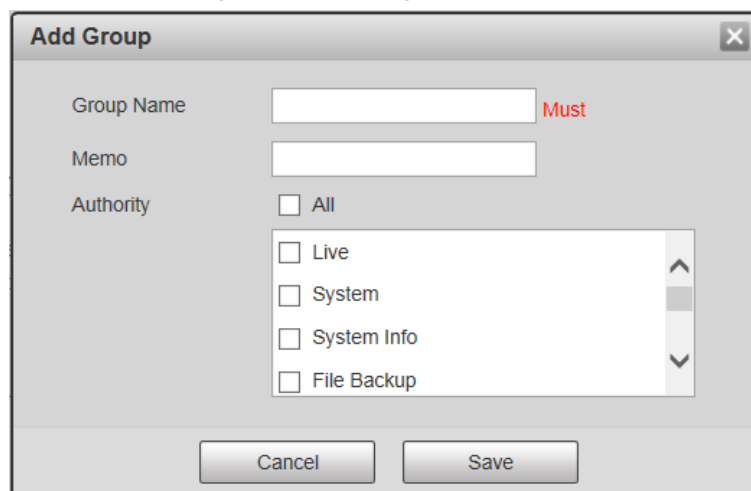 Add Group
Group Name Must
Memo
Authority All
Live
System
System Info
File Backup
Cancel Save